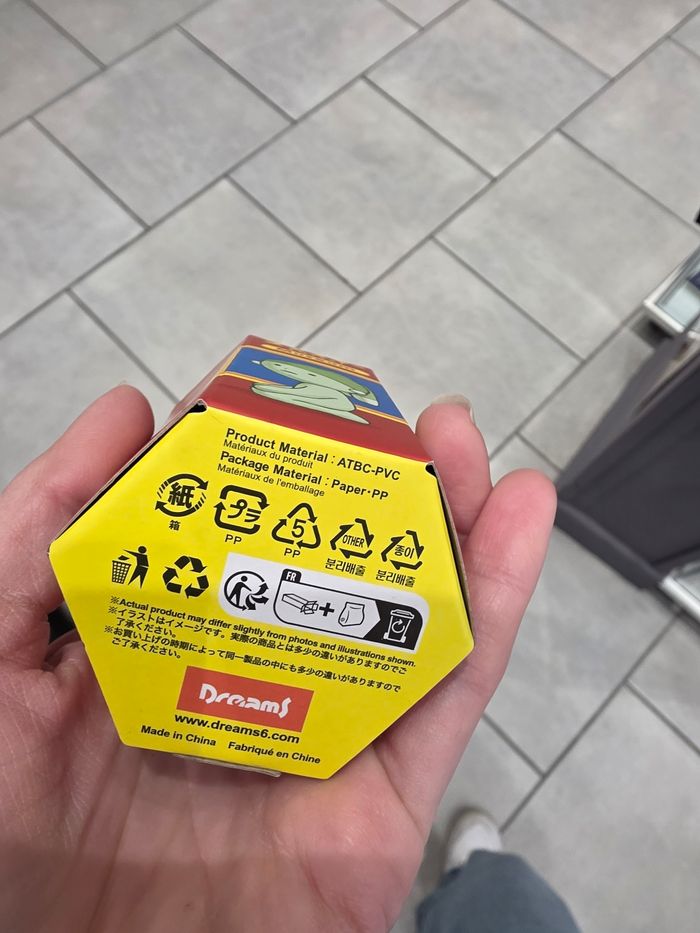 Product Material : ATBC-PVC
Matériaux du produit
Package Material : Paper·PP
Matériaux de l'emballage
紙
箱
プラ
PP
5
PP
OTHER
분리배출
종이
분리배출
FR
+
※Actual product may differ slightly from photos and illustrations shown.
※イラストはイメージです。実際の商品とは多少の違いがありますのでご
了承ください。
※お買い上げの時期によって同一製品の中にも多少の違いがありますので
ご了承ください。
Dreams
www.dreams6.com
Made in China Fabriqué en Chine